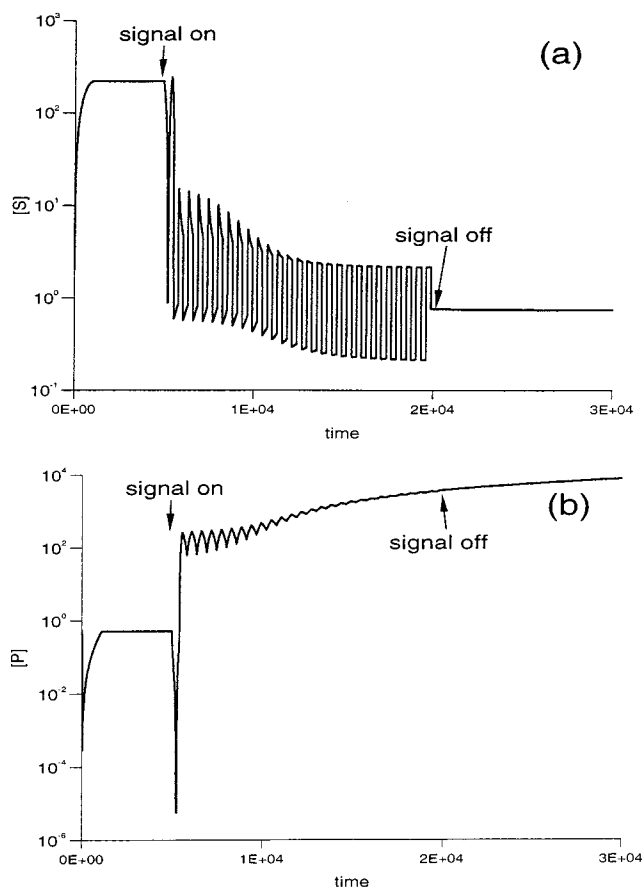 (a)
signal on
signal off
[S]
10³
10²
10¹
10⁰
10⁻¹
0E+00
1E+04
2E+04
3E+04
time
(b)
signal on
signal off
[P]
10⁴
10²
10⁰
10⁻²
10⁻⁴
10⁻⁶
0E+00
1E+04
2E+04
3E+04
time